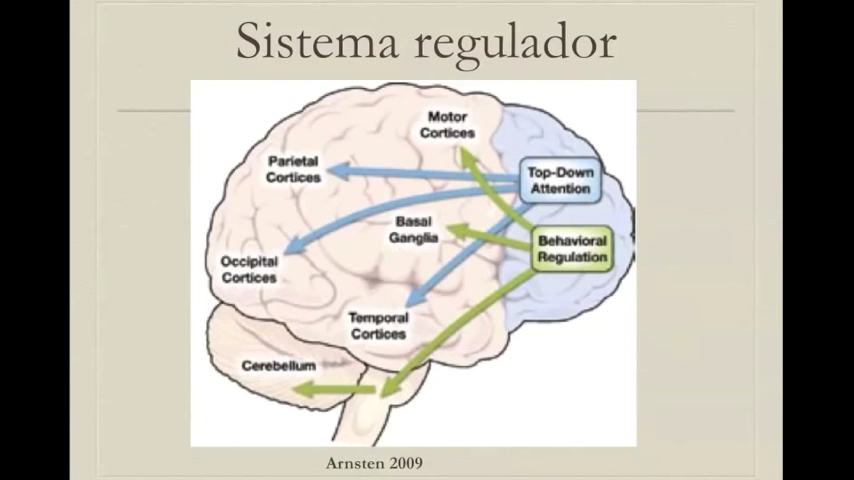 Sistema regulador
Motor
Cortices
Parietal
Cortices
Top-Down
Attention
Basal
Ganglia
Behavioral
Regulation
Occipital
Cortices
Temporal
Cortices
Cerebellum
Arnsten 2009